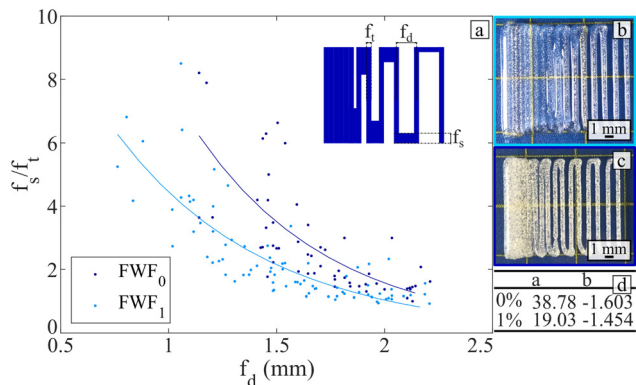 10
8
6
4
2
0
f_s/f_t
0.5 1 1.5 2 2.5
f_d (mm)
FWF_0
FWF_1
a
f_t f_d
f_s
b
1 mm
c
1 mm
d
a b
0% 38.78 -1.603
1% 19.03 -1.454